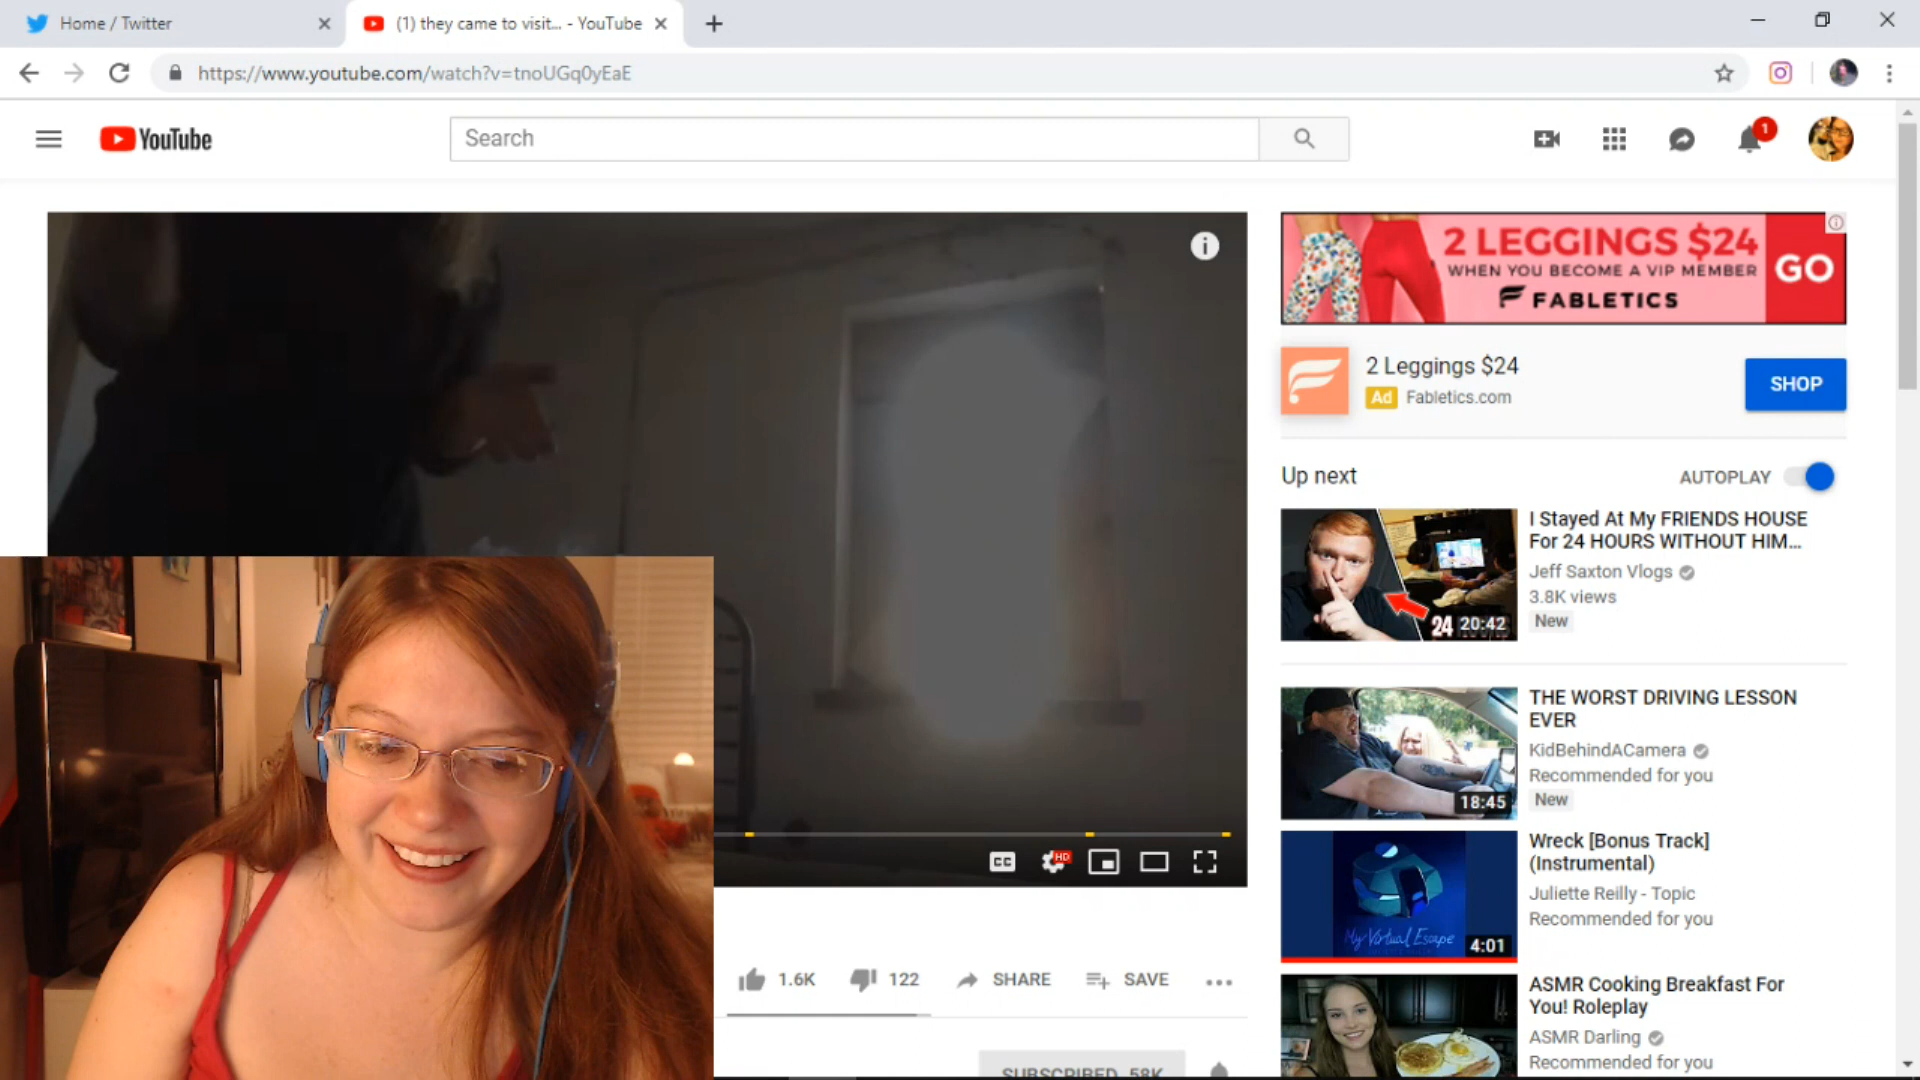 Home / Twitter
(1) they came to visit... - YouTube
https://www.youtube.com/watch?v=tnoUGq0yEaE
YouTube
Search
1
2 LEGGINGS $24
WHEN YOU BECOME A VIP MEMBER
FABLETICS
GO
2 Leggings $24
Ad Fabletics.com
SHOP
Up next
AUTOPLAY
24 20:42
I Stayed At My FRIENDS HOUSE
For 24 HOURS WITHOUT HIM...
Jeff Saxton Vlogs
3.8K views
New
18:45
THE WORST DRIVING LESSON
EVER
KidBehindACamera
Recommended for you
New
My Virtual Escape
4:01
Wreck [Bonus Track]
(Instrumental)
Juliette Reilly - Topic
Recommended for you
ASMR Cooking Breakfast For
You! Roleplay
ASMR Darling
Recommended for you
CC
HD
1.6K
122
SHARE
SAVE
SUBSCRIBED 58K